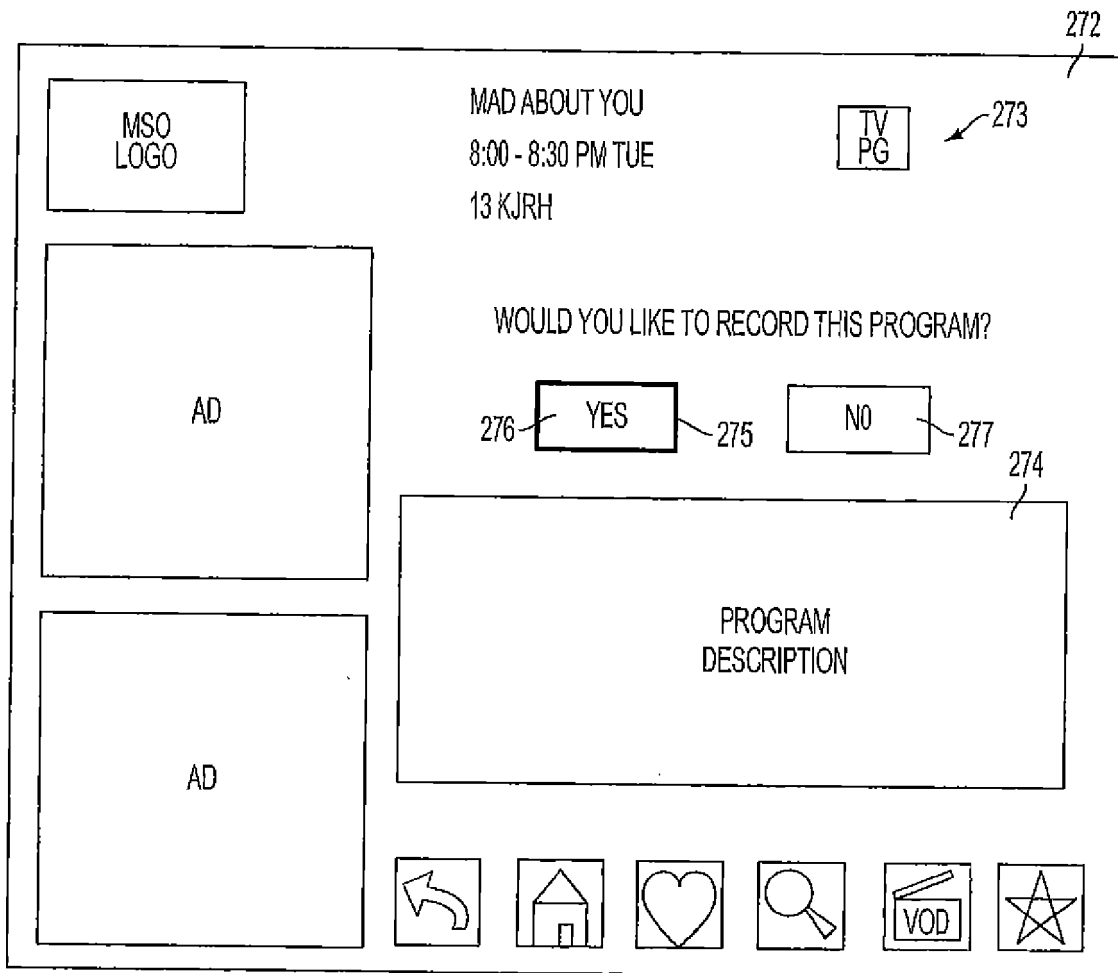 272
MSO
LOGO
MAD ABOUT YOU
8:00 - 8:30 PM TUE
13 KJRH
TV
PG
273
WOULD YOU LIKE TO RECORD THIS PROGRAM?
276
YES
275
NO
277
274
AD
PROGRAM
DESCRIPTION
AD
VOD